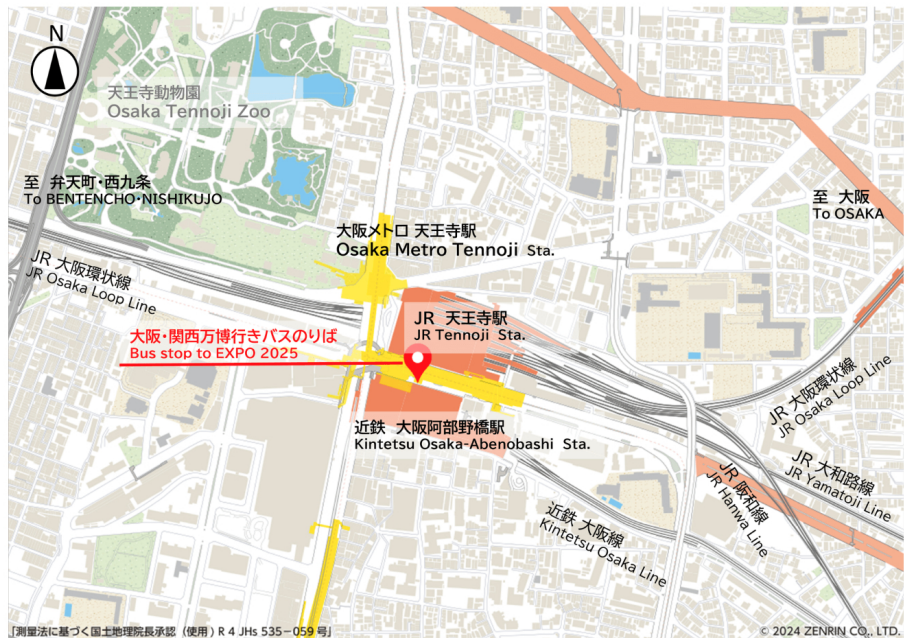 N
天王寺動物園
Osaka Tennoji Zoo
至 弁天町・西九条
To BENTENCHO・NISHIKUJO
至 大阪
To OSAKA
大阪メトロ 天王寺駅
Osaka Metro Tennoji Sta.
JR 大阪環状線
JR Osaka Loop Line
JR 天王寺駅
JR Tennoji Sta.
大阪・関西万博行きバスのりば
Bus stop to EXPO 2025
近鉄 大阪阿部野橋駅
Kintetsu Osaka-Abenobashi Sta.
JR 大阪環状線
JR Osaka Loop Line
JR 大和路線
JR Yamatoji Line
JR 阪和線
JR Hanwa Line
近鉄 大阪線
Kintetsu Osaka Line
「測量法に基づく国土地理院長承認（使用）R 4 JHs 535－059 号」
© 2024 ZENRIN CO., LTD.